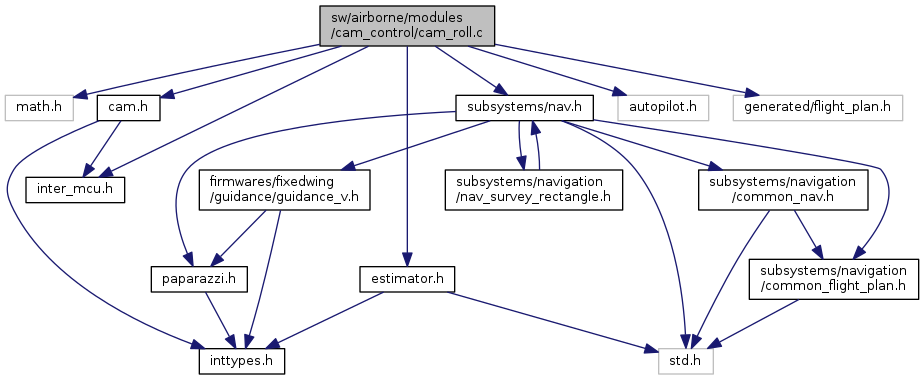 sw/airborne/modules
/cam_control/cam_roll.c
math.h
cam.h
subsystems/nav.h
autopilot.h
generated/flight_plan.h
inter_mcu.h
firmwares/fixedwing
/guidance/guidance_v.h
subsystems/navigation
/nav_survey_rectangle.h
subsystems/navigation
/common_nav.h
paparazzi.h
estimator.h
subsystems/navigation
/common_flight_plan.h
inttypes.h
std.h